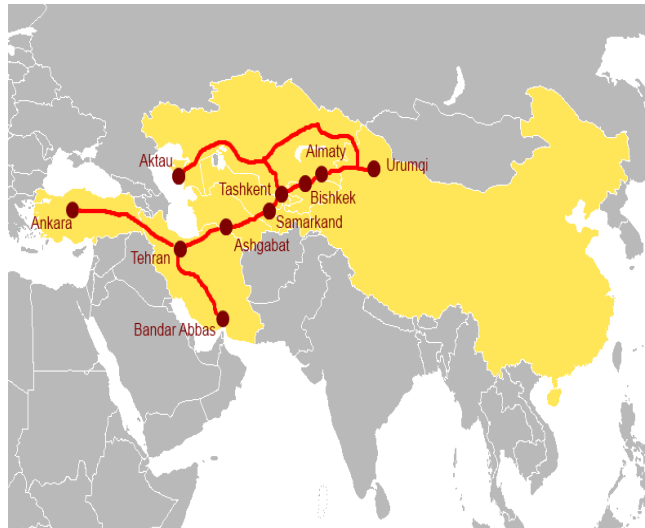 Almaty
Aktau
Urumqi
Tashkent
Bishkek
Ankara
Samarkand
Ashgabat
Tehran
Bandar Abbas